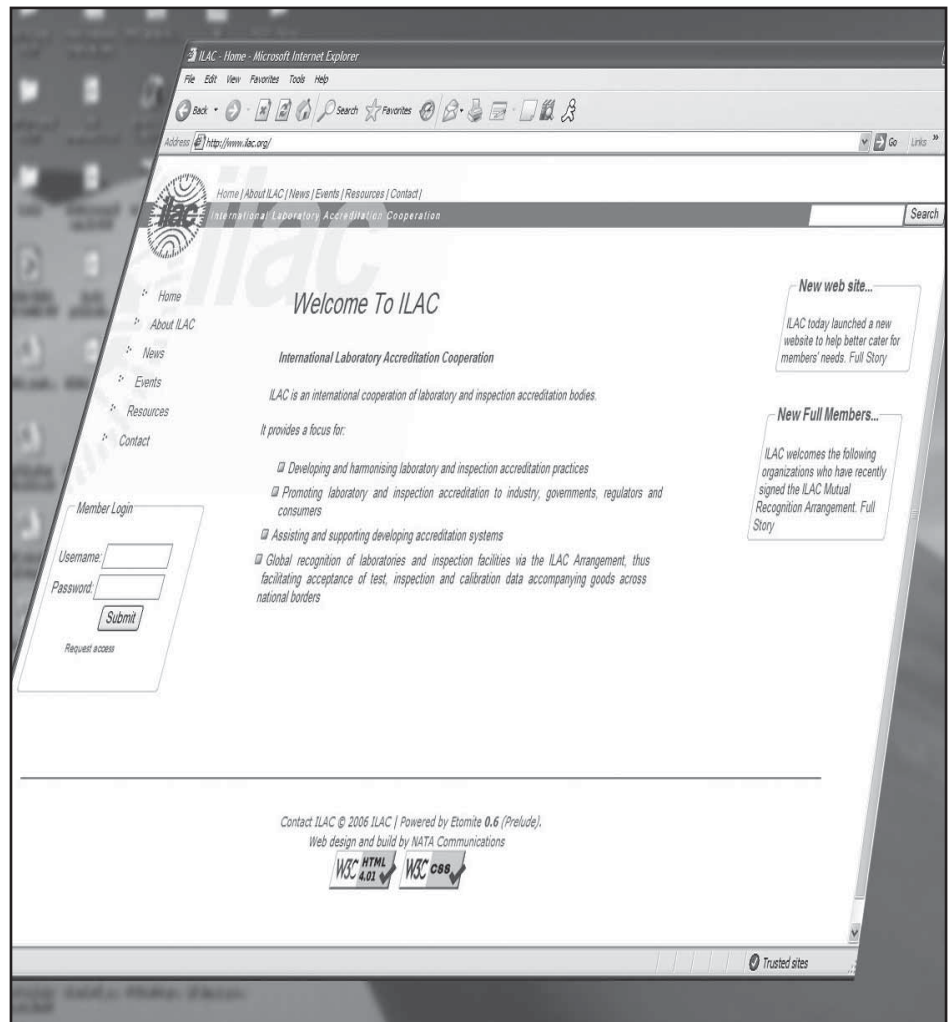 ILAC - Home - Microsoft Internet Explorer
File Edit View Favorites Tools Help
Back Search Favorites
Address http://www.ilac.org/ Go Links »
Home | About ILAC | News | Events | Resources | Contact |
ilac International Laboratory Accreditation Cooperation Search
ilac
Home
About ILAC
News
Events
Resources
Contact
Member Login
Username:
Password:
Submit
Request access
Welcome To ILAC
International Laboratory Accreditation Cooperation
ILAC is an international cooperation of laboratory and inspection accreditation bodies.
It provides a focus for:
Developing and harmonising laboratory and inspection accreditation practices
Promoting laboratory and inspection accreditation to industry, governments, regulators and
consumers
Assisting and supporting developing accreditation systems
Global recognition of laboratories and inspection facilities via the ILAC Arrangement, thus
facilitating acceptance of test, inspection and calibration data accompanying goods across
national borders
New web site...
ILAC today launched a new
website to help better cater for
members' needs. Full Story
New Full Members...
ILAC welcomes the following
organizations who have recently
signed the ILAC Mutual
Recognition Arrangement. Full
Story
Contact ILAC © 2006 ILAC | Powered by Etomite 0.6 (Prelude).
Web design and build by NATA Communications
W3C HTML 4.01 W3C css
Trusted sites